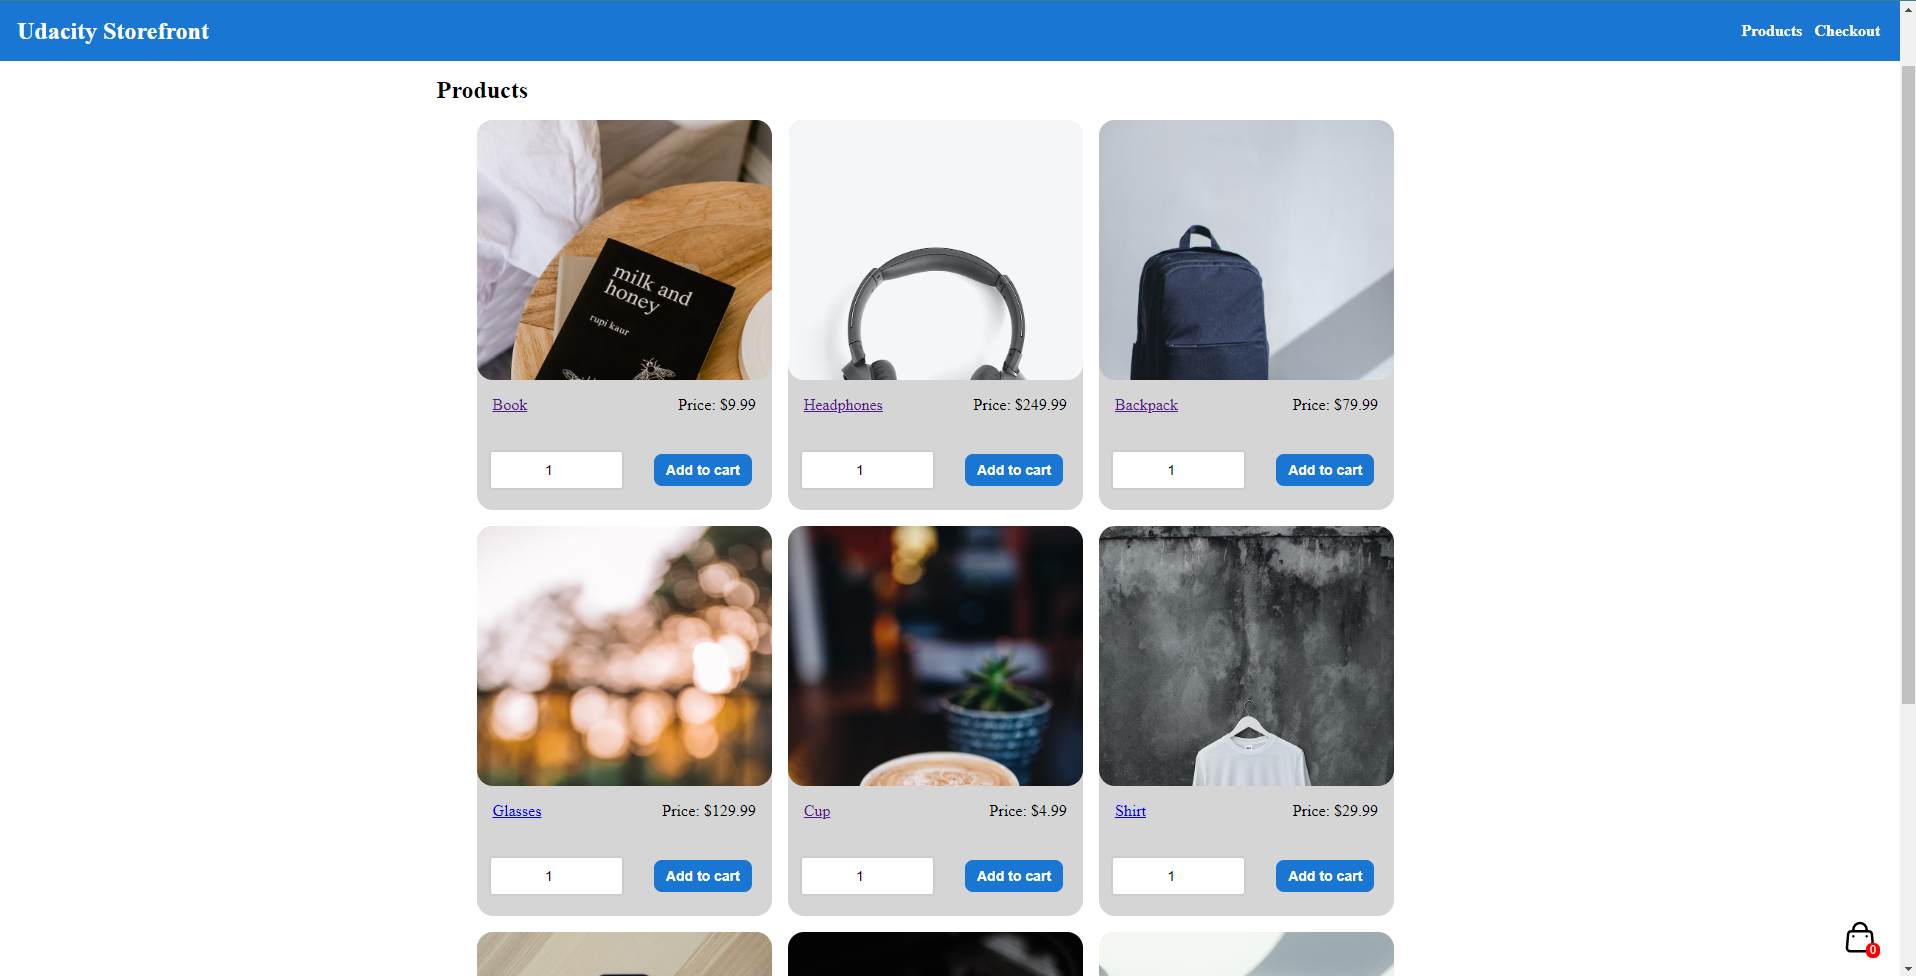 Udacity Storefront
Products Checkout
Products
milk and
honey
rupi kaur
Book Price: $9.99
1 Add to cart
Headphones Price: $249.99
1 Add to cart
Backpack Price: $79.99
1 Add to cart
Glasses Price: $129.99
1 Add to cart
Cup Price: $4.99
1 Add to cart
Shirt Price: $29.99
1 Add to cart
0